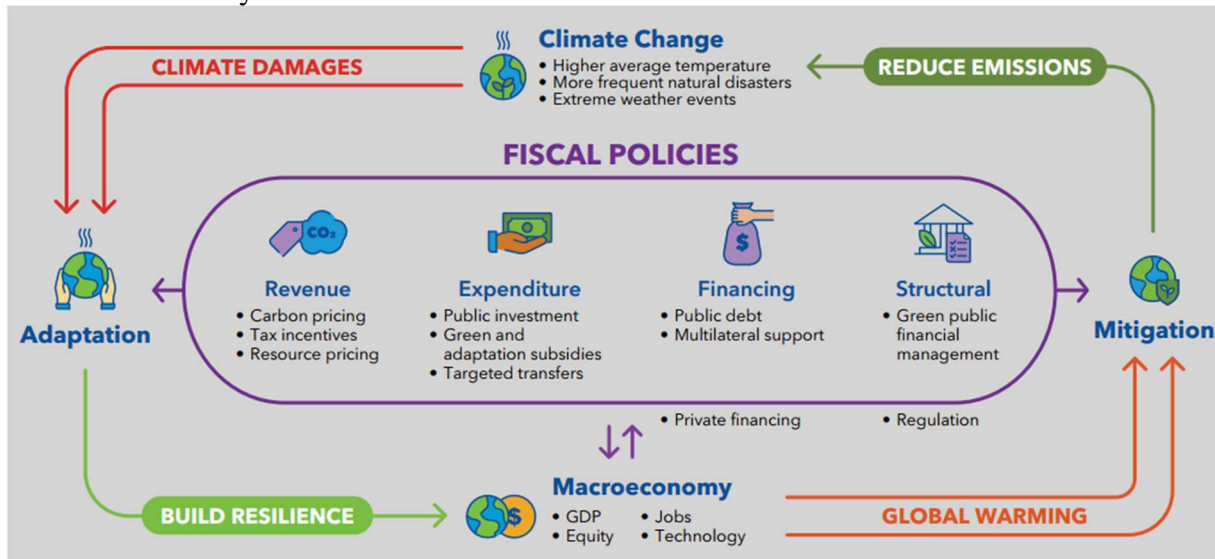 Climate Change
• Higher average temperature
• More frequent natural disasters
• Extreme weather events
CLIMATE DAMAGES
REDUCE EMISSIONS
FISCAL POLICIES
CO₂
Revenue
• Carbon pricing
• Tax incentives
• Resource pricing
Expenditure
• Public investment
• Green and
adaptation subsidies
• Targeted transfers
$
Financing
• Public debt
• Multilateral support
Structural
• Green public
financial
management
Adaptation
Mitigation
• Private financing
• Regulation
BUILD RESILIENCE
$
Macroeconomy
• GDP
• Jobs
• Equity
• Technology
GLOBAL WARMING